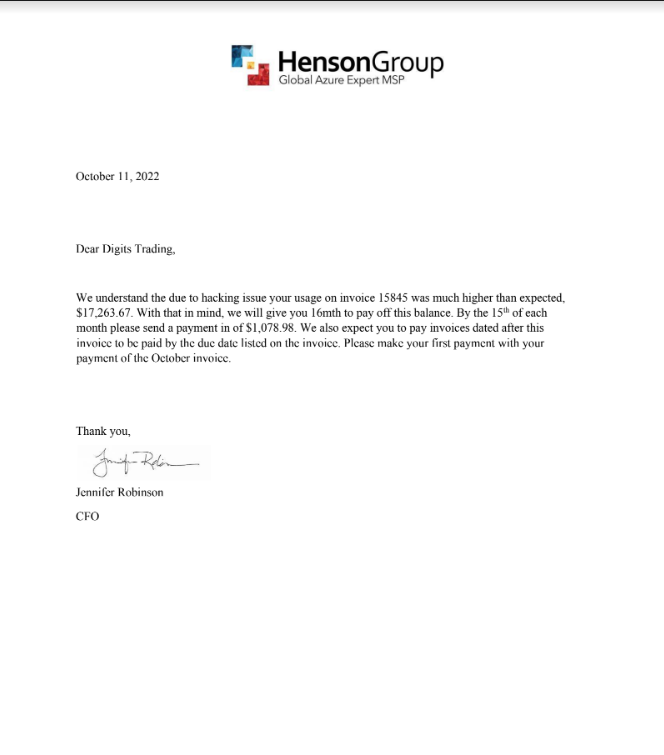 HensonGroup
Global Azure Expert MSP
October 11, 2022
Dear Digits Trading,
We understand the due to hacking issue your usage on invoice 15845 was much higher than expected,
$17,263.67. With that in mind, we will give you 16mth to pay off this balance. By the 15th of each
month please send a payment in of $1,078.98. We also expect you to pay invoices dated after this
invoice to be paid by the due date listed on the invoice. Please make your first payment with your
payment of the October invoice.
Thank you,
Jennifer Robinson
CFO